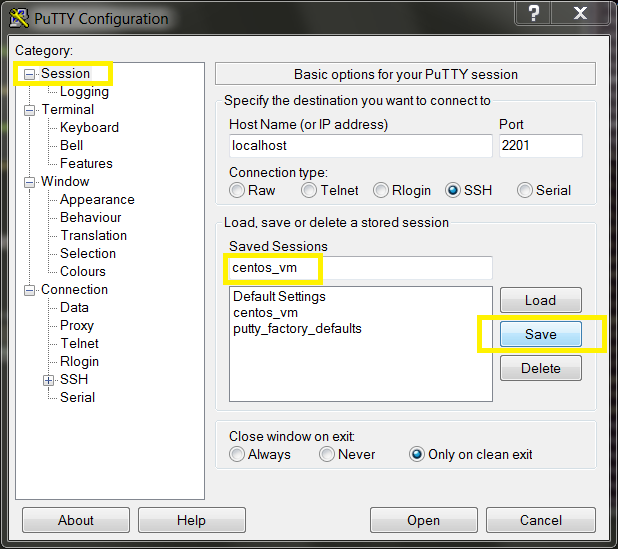 PuTTY Configuration
?
Category:
Session
Logging
Terminal
Keyboard
Bell
Features
Window
Appearance
Behaviour
Translation
Selection
Colours
Connection
Data
Proxy
Telnet
Rlogin
SSH
Serial
Basic options for your PuTTY session
Specify the destination you want to connect to
Host Name (or IP address) Port
localhost 2201
Connection type:
Raw Telnet Rlogin SSH Serial
Load, save or delete a stored session
Saved Sessions
centos_vm
Default Settings
centos_vm
putty_factory_defaults
Load
Save
Delete
Close window on exit:
Always Never Only on clean exit
About Help Open Cancel